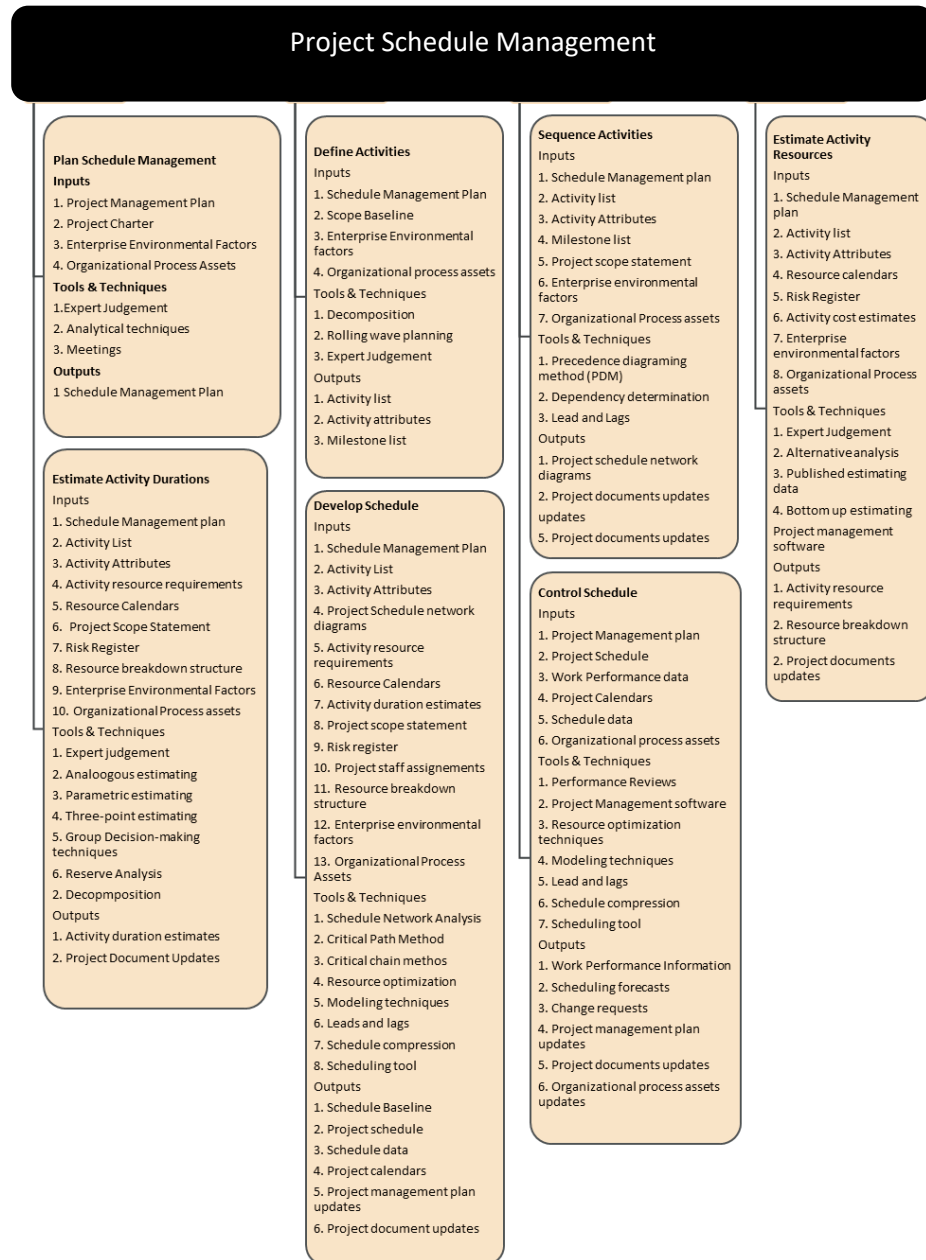 Project Schedule Management
Plan Schedule Management
Inputs
1. Project Management Plan
2. Project Charter
3. Enterprise Environmental Factors
4. Organizational Process Assets
Tools & Techniques
1.Expert Judgement
2. Analytical techniques
3. Meetings
Outputs
1 Schedule Management Plan
Define Activities
Inputs
1. Schedule Management Plan
2. Scope Baseline
3. Enterprise Environmental
factors
4. Organizational process assets
Tools & Techniques
1. Decomposition
2. Rolling wave planning
3. Expert Judgement
Outputs
1. Activity list
2. Activity attributes
3. Milestone list
Sequence Activities
Inputs
1. Schedule Management plan
2. Activity list
3. Activity Attributes
4. Milestone list
5. Project scope statement
6. Enterprise environmental
factors
7. Organizational Process assets
Tools & Techniques
1. Precedence diagraming
method (PDM)
2. Dependency determination
3. Lead and Lags
Outputs
1. Project schedule network
diagrams
2. Project documents updates
updates
5. Project documents updates
Estimate Activity
Resources
Inputs
1. Schedule Management
plan
2. Activity list
3. Activity Attributes
4. Resource calendars
5. Risk Register
6. Activity cost estimates
7. Enterprise
environmental factors
8. Organizational Process
assets
Tools & Techniques
1. Expert Judgement
2. Alternative analysis
3. Published estimating
data
4. Bottom up estimating
Project management
software
Outputs
1. Activity resource
requirements
2. Resource breakdown
structure
2. Project documents
updates
Estimate Activity Durations
Inputs
1. Schedule Management plan
2. Activity List
3. Activity Attributes
4. Activity resource requirements
5. Resource Calendars
6. Project Scope Statement
7. Risk Register
8. Resource breakdown structure
9. Enterprise Environmental Factors
10. Organizational Process assets
Tools & Techniques
1. Expert judgement
2. Analoogous estimating
3. Parametric estimating
4. Three-point estimating
5. Group Decision-making
techniques
6. Reserve Analysis
2. Decopmposition
Outputs
1. Activity duration estimates
2. Project Document Updates
Develop Schedule
Inputs
1. Schedule Management Plan
2. Activity List
3. Activity Attributes
4. Project Schedule network
diagrams
5. Activity resource
requirements
6. Resource Calendars
7. Activity duration estimates
8. Project scope statement
9. Risk register
10. Project staff assignements
11. Resource breakdown
structure
12. Enterprise environmental
factors
13. Organizational Process
Assets
Tools & Techniques
1. Schedule Network Analysis
2. Critical Path Method
3. Critical chain methos
4. Resource optimization
5. Modeling techniques
6. Leads and lags
7. Schedule compression
8. Scheduling tool
Outputs
1. Schedule Baseline
2. Project schedule
3. Schedule data
4. Project calendars
5. Project management plan
updates
6. Project document updates
Control Schedule
Inputs
1. Project Management plan
2. Project Schedule
3. Work Performance data
4. Project Calendars
5. Schedule data
6. Organizational process assets
Tools & Techniques
1. Performance Reviews
2. Project Management software
3. Resource optimization
techniques
4. Modeling techniques
5. Lead and lags
6. Schedule compression
7. Scheduling tool
Outputs
1. Work Performance Information
2. Scheduling forecasts
3. Change requests
4. Project management plan
updates
5. Project documents updates
6. Organizational process assets
updates